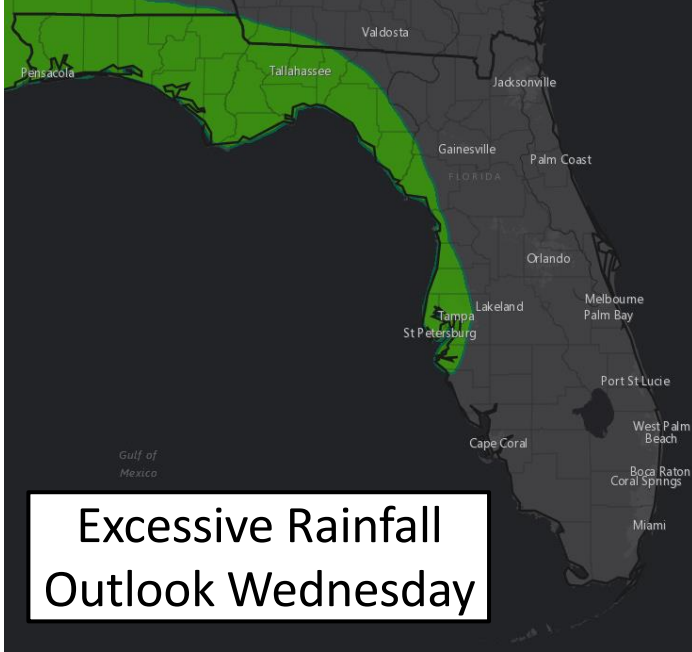 Valdosta
Pensacola
Tallahassee
Jacksonville
Gainesville
Palm Coast
FLORIDA
Orlando
Lakeland
Melbourne
Tampa
Palm Bay
St Petersburg
Port St Lucie
West Palm
Beach
Cape Coral
Gulf of
Mexico
Boca Raton
Coral Springs
Miami
Excessive Rainfall
Outlook Wednesday